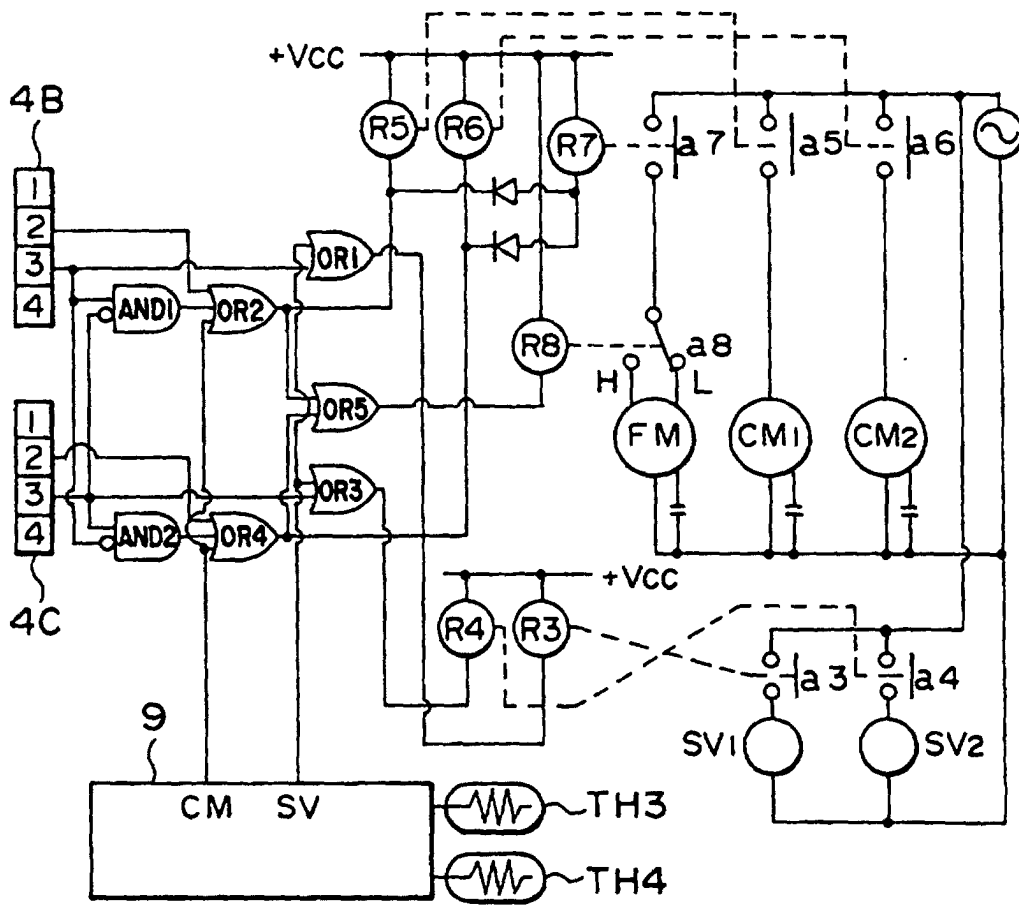 R5
R6
+VCC
4B
R5
R6
R7
a7
a5
a6
1
2
3
4
OR1
AND1
OR2
R8
a8
H
L
1
2
3
4
OR5
FM
CM1
CM2
OR3
AND2
OR4
4C
+VCC
R4
R3
a3
a4
9
SV1
SV2
CM
SV
TH3
TH4